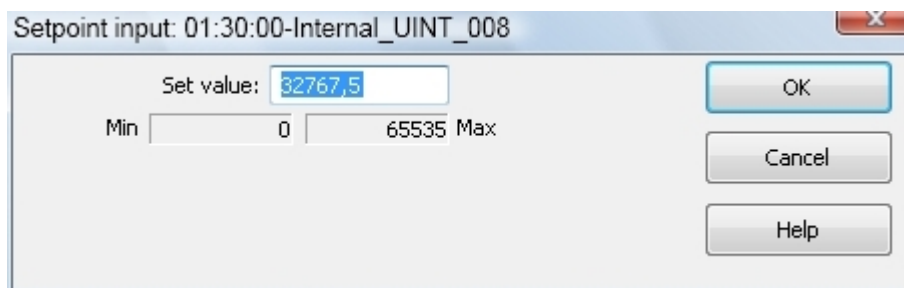 Setpoint input: 01:30:00-Internal_UINT_008
Set value: 32767,5
OK
Min 0 65535 Max
Cancel
Help